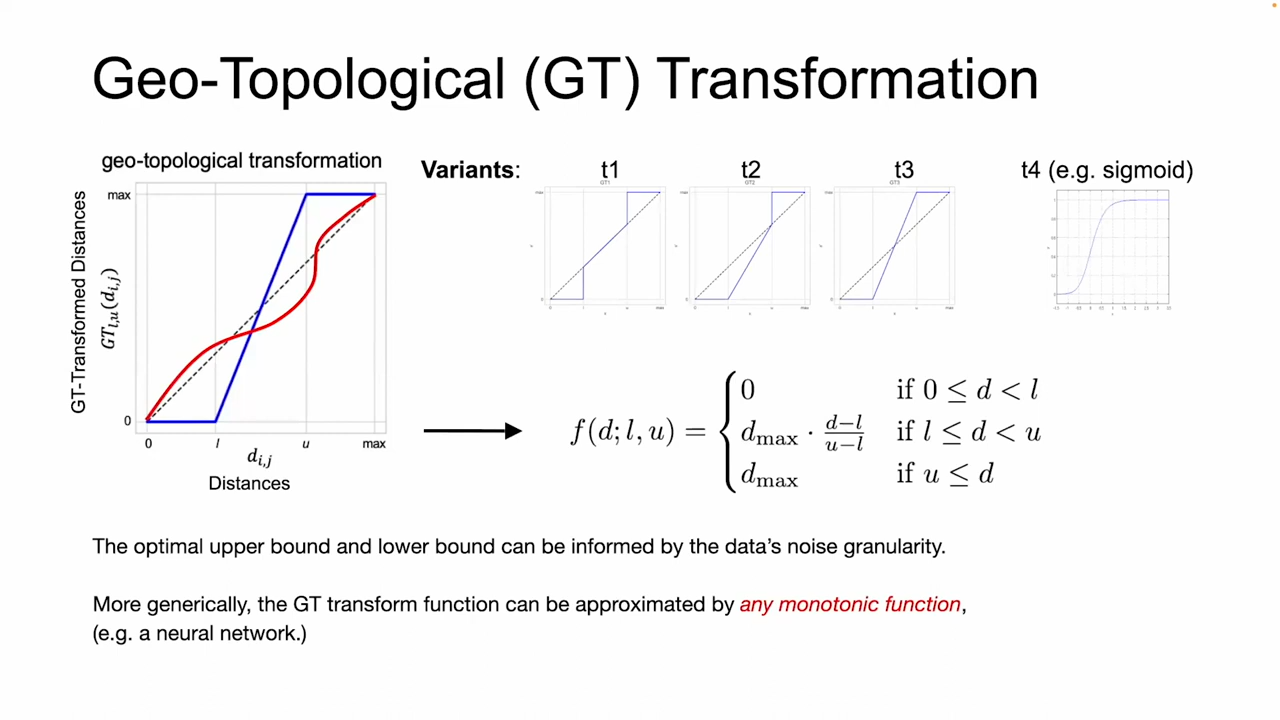 Geo-Topological (GT) Transformation
geo-topological transformation
GT-Transformed Distances
GT_{l,u}(d_{i,j})
max
0
0 l u max
d_{i,j}
Distances
Variants: t1 t2 t3 t4 (e.g. sigmoid)
GT1 GT2 GT3
f(d; l, u) = { 0 if 0 ≤ d < l
d_max · (d−l)/(u−l) if l ≤ d < u
d_max if u ≤ d
The optimal upper bound and lower bound can be informed by the data's noise granularity.
More generically, the GT transform function can be approximated by any monotonic function,
(e.g. a neural network.)